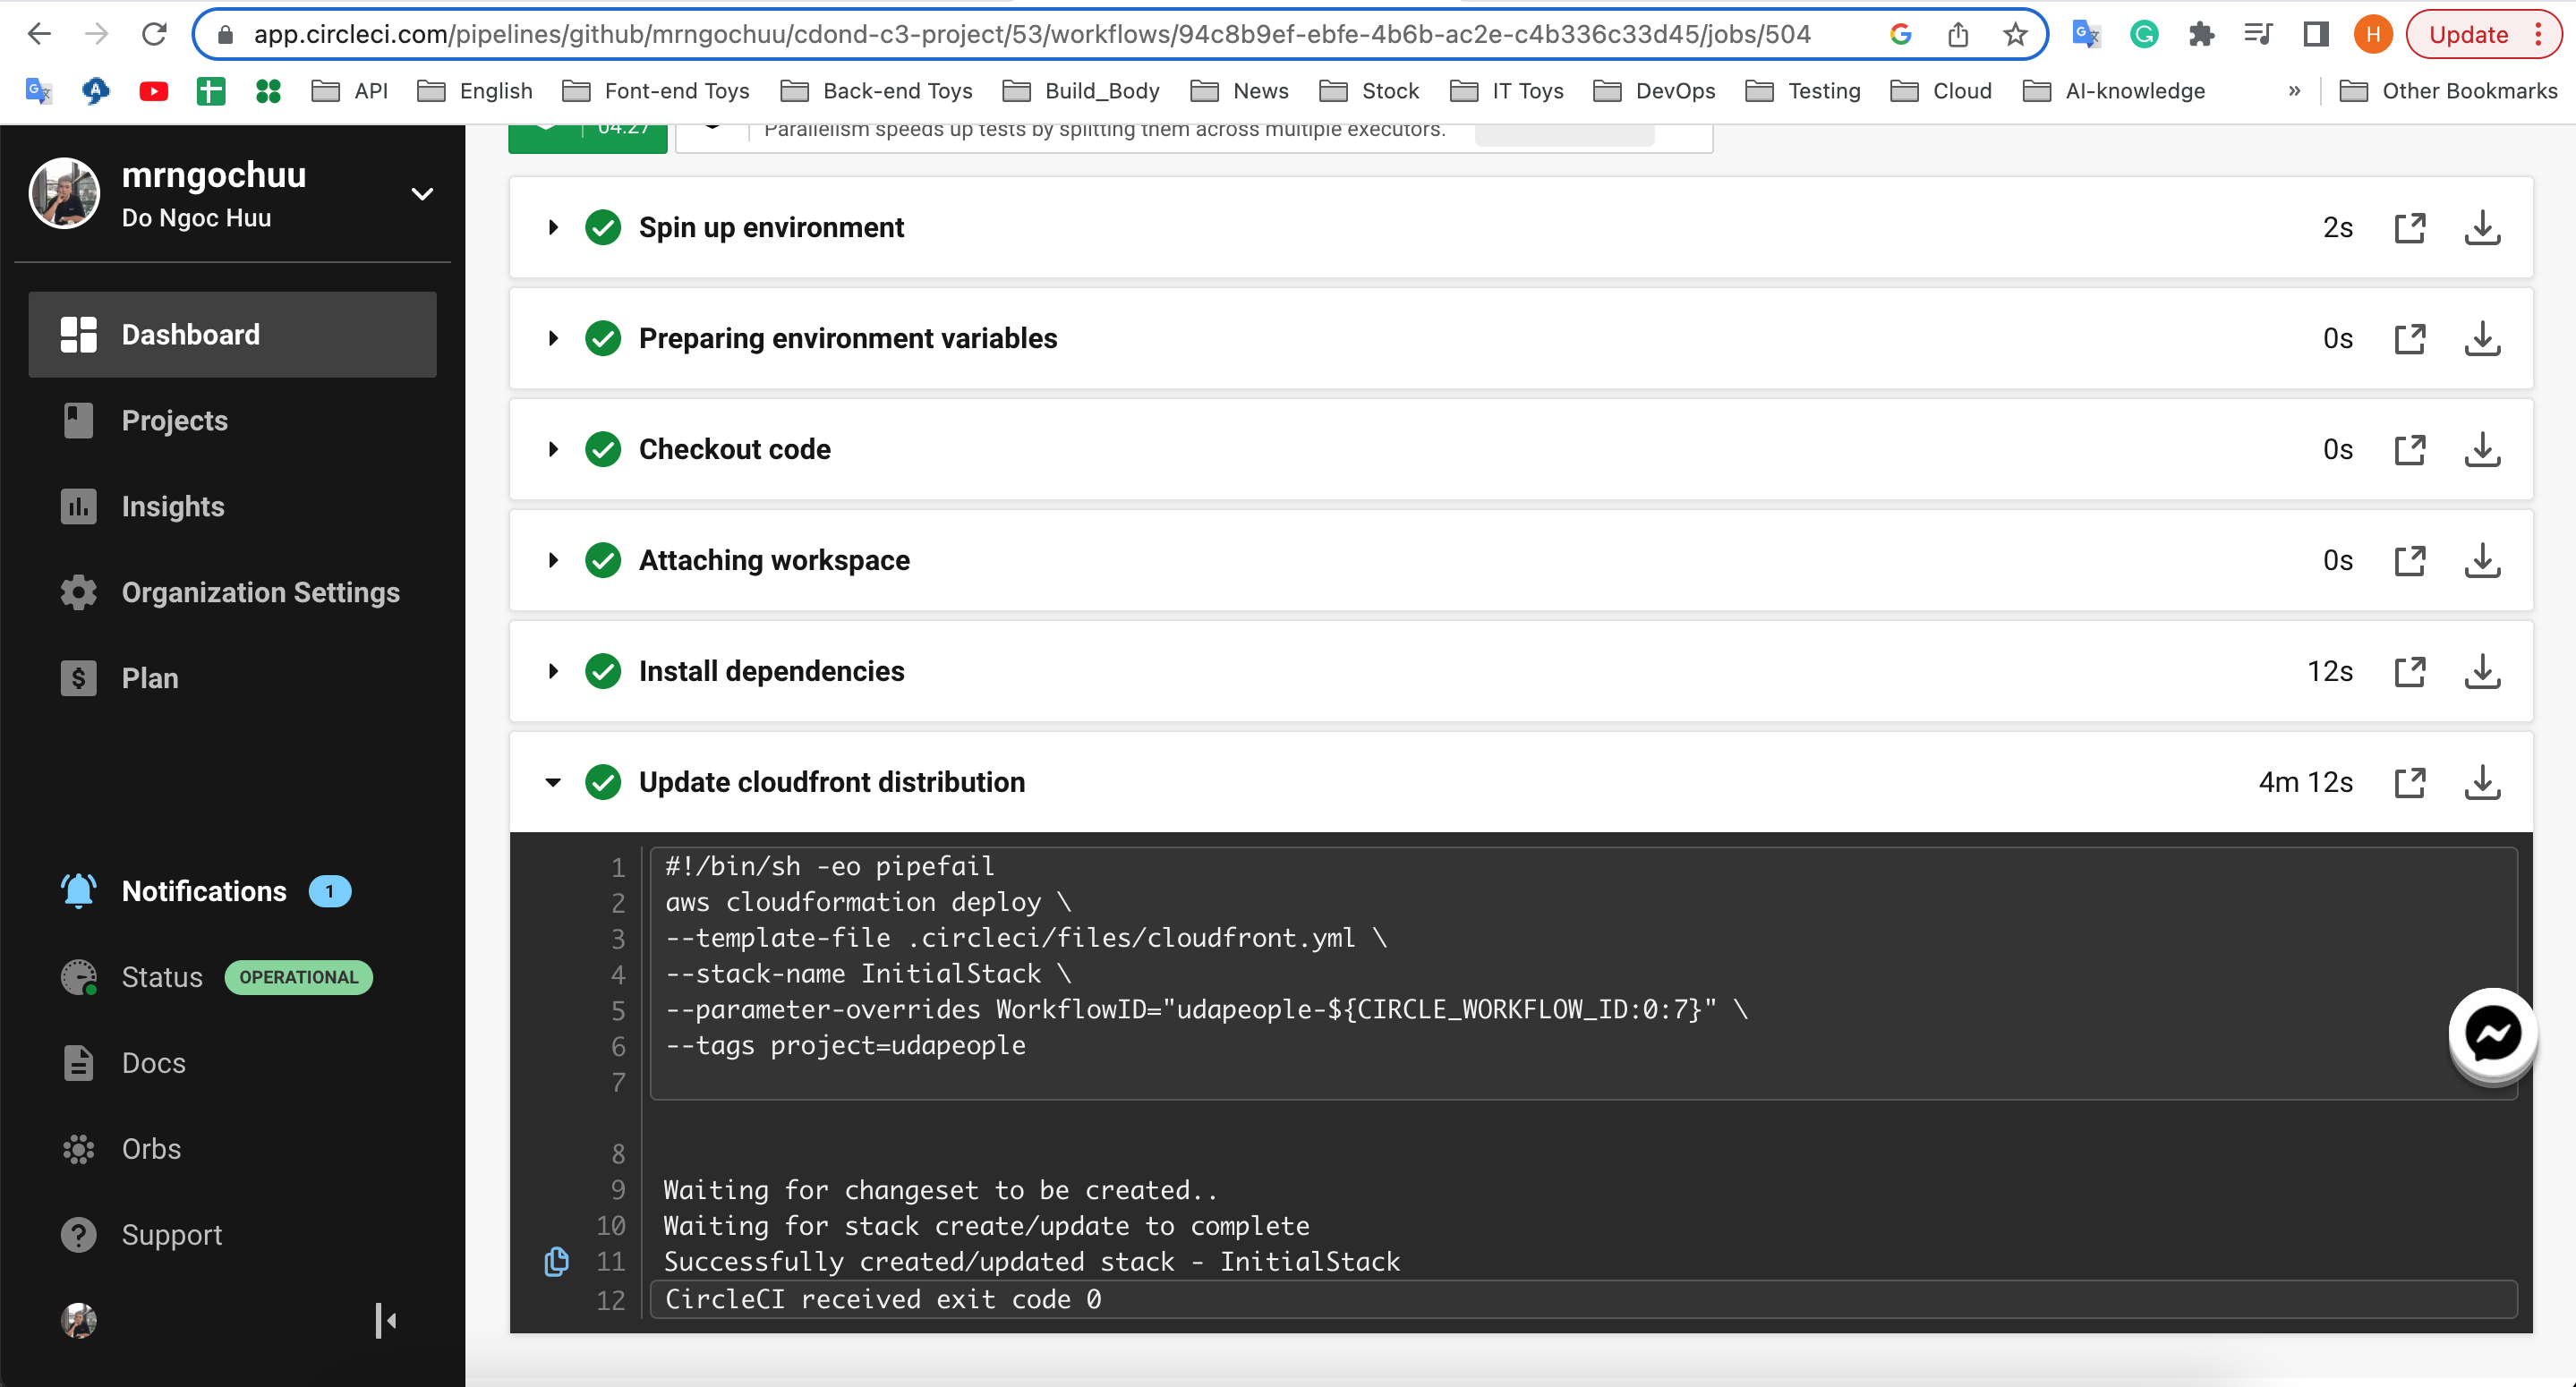 app.circleci.com/pipelines/github/mrngochuu/cdond-c3-project/53/workflows/94c8b9ef-ebfe-4b6b-ac2e-c4b336c33d45/jobs/504
H
Update
API
English
Font-end Toys
Back-end Toys
Build_Body
News
Stock
IT Toys
DevOps
Testing
Cloud
AI-knowledge
»
Other Bookmarks
mrngochuu
Do Ngoc Huu
Dashboard
Projects
Insights
Organization Settings
Plan
Notifications 1
Status OPERATIONAL
Docs
Orbs
Support
04:27
Parallelism speeds up tests by splitting them across multiple executors.
Spin up environment 2s
Preparing environment variables 0s
Checkout code 0s
Attaching workspace 0s
Install dependencies 12s
Update cloudfront distribution 4m 12s
1 #!/bin/sh -eo pipefail
2 aws cloudformation deploy \
3 --template-file .circleci/files/cloudfront.yml \
4 --stack-name InitialStack \
5 --parameter-overrides WorkflowID="udapeople-${CIRCLE_WORKFLOW_ID:0:7}" \
6 --tags project=udapeople
7
8
9 Waiting for changeset to be created..
10 Waiting for stack create/update to complete
11 Successfully created/updated stack - InitialStack
12 CircleCI received exit code 0